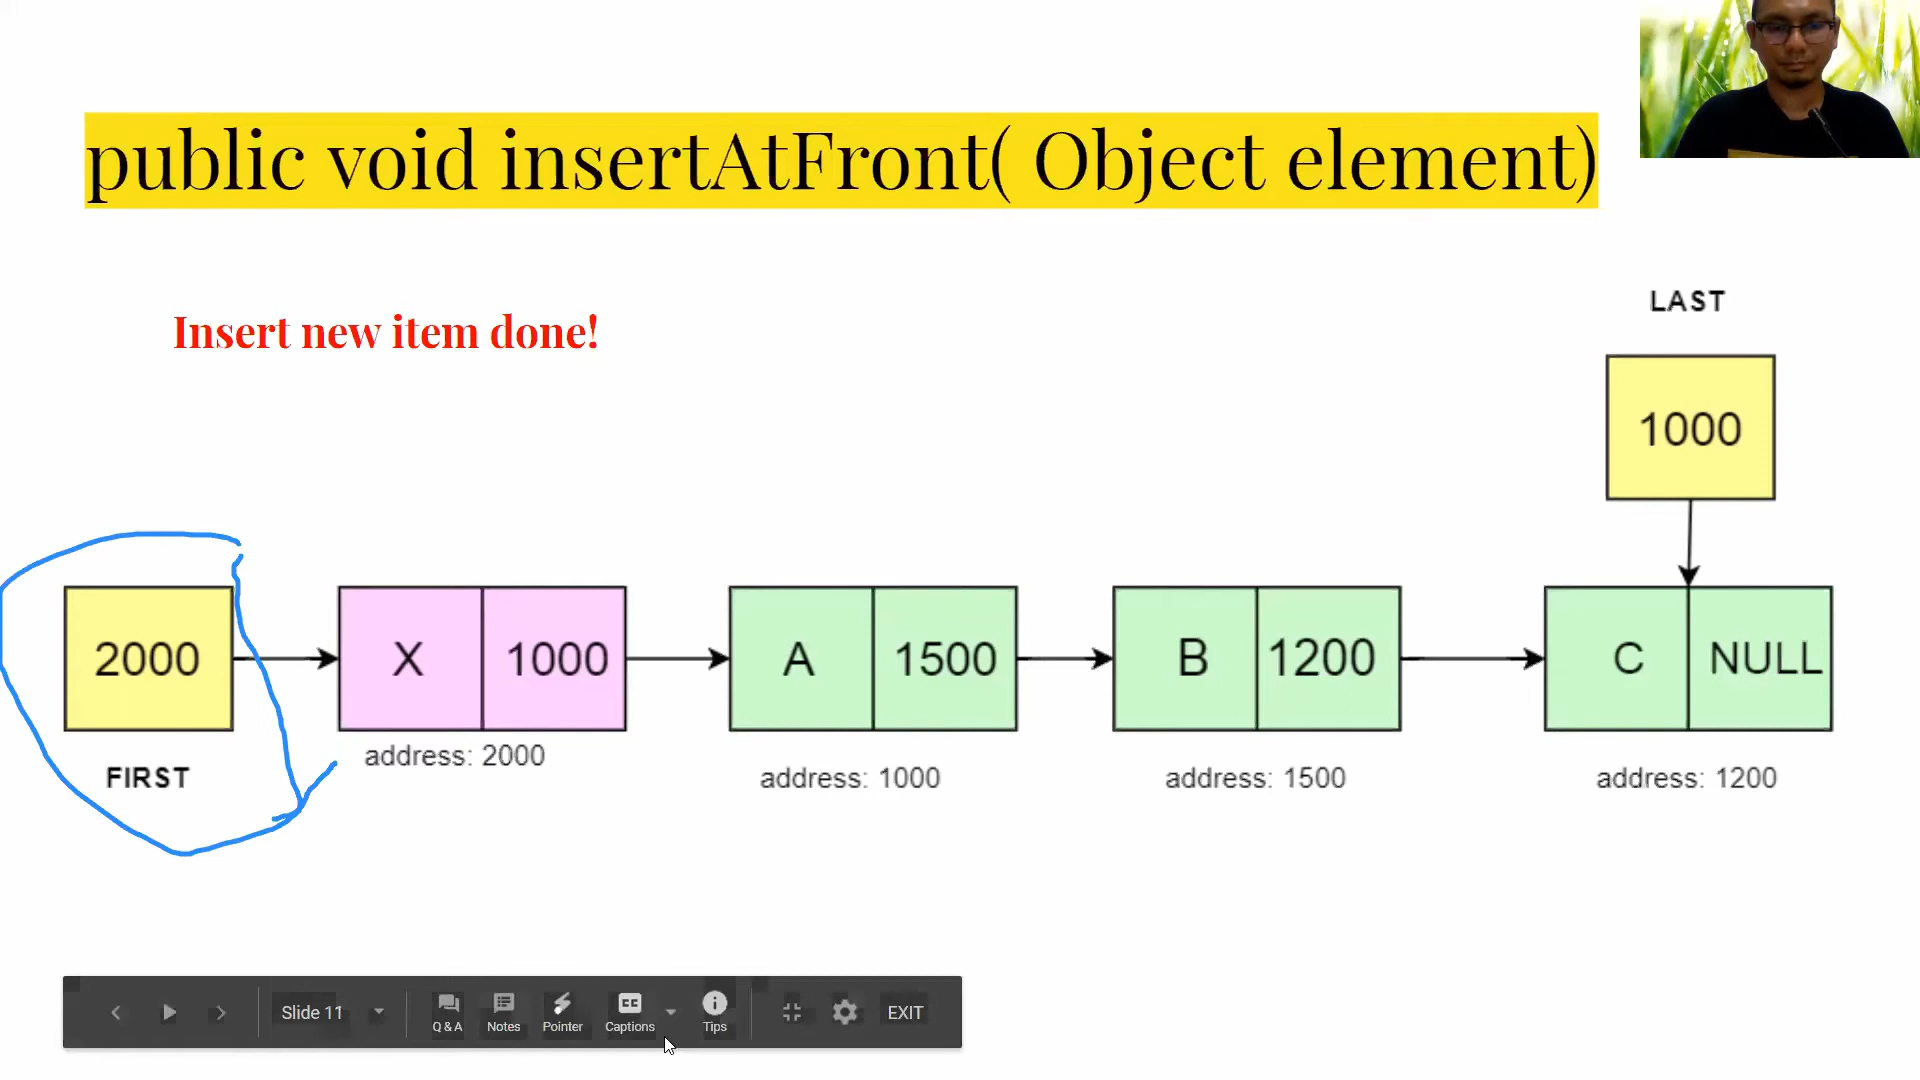 public void insertAtFront( Object element)
Insert new item done!
LAST
1000
2000
X
1000
A
1500
B
1200
C
NULL
FIRST
address: 2000
address: 1000
address: 1500
address: 1200
Slide 11
Q & A
Notes
Pointer
CC
Captions
Tips
EXIT